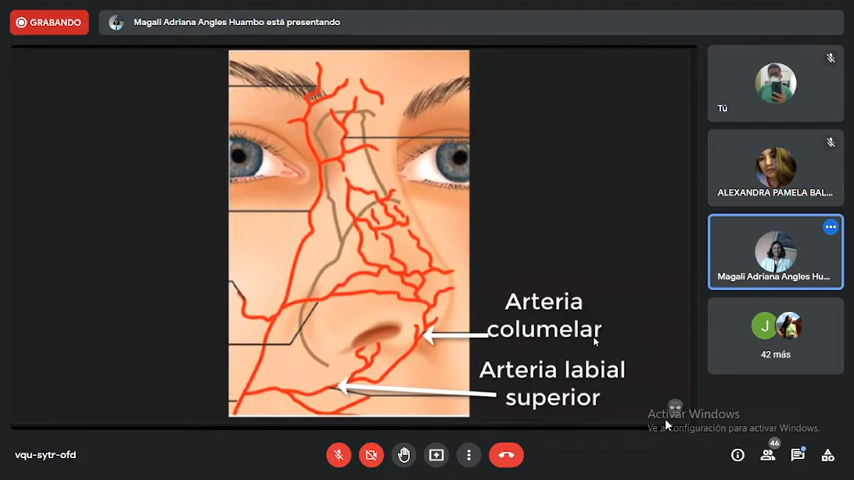 GRABANDO
Magali Adriana Angles Huambo está presentando
Tú
ALEXANDRA PAMELA BAL...
Magali Adriana Angles Hu...
J
42 más
Arteria
columelar
Arteria labial
superior
Activar Windows
Ve a Configuración para activar Windows.
vqu-sytr-ofd
46